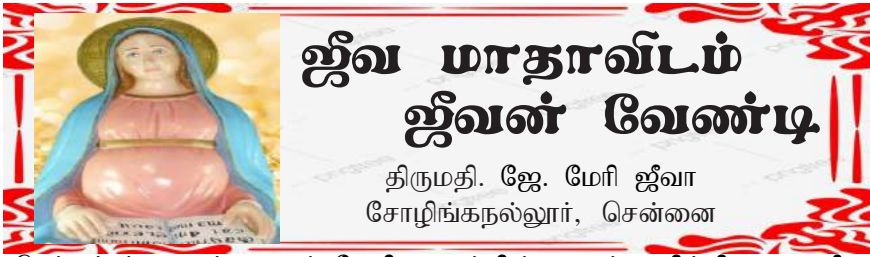 ஜீவ மாதாவிடம்
ஜீவன் வேண்டி
திருமதி. ஜே. மேரி ஜீவா
சோழிங்கநல்லூர், சென்னை